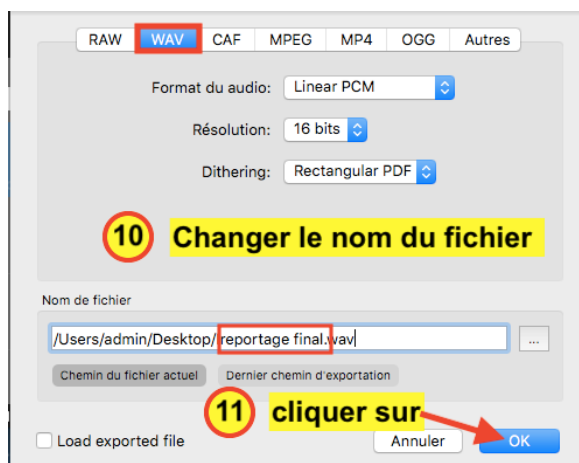 RAW WAV CAF MPEG MP4 OGG Autres
Format du audio: Linear PCM
Résolution: 16 bits
Dithering: Rectangular PDF
10 Changer le nom du fichier
Nom de fichier
/Users/admin/Desktop/reportage final.wav ...
Chemin du fichier actuel Dernier chemin d'exportation
11 cliquer sur
Load exported file Annuler OK